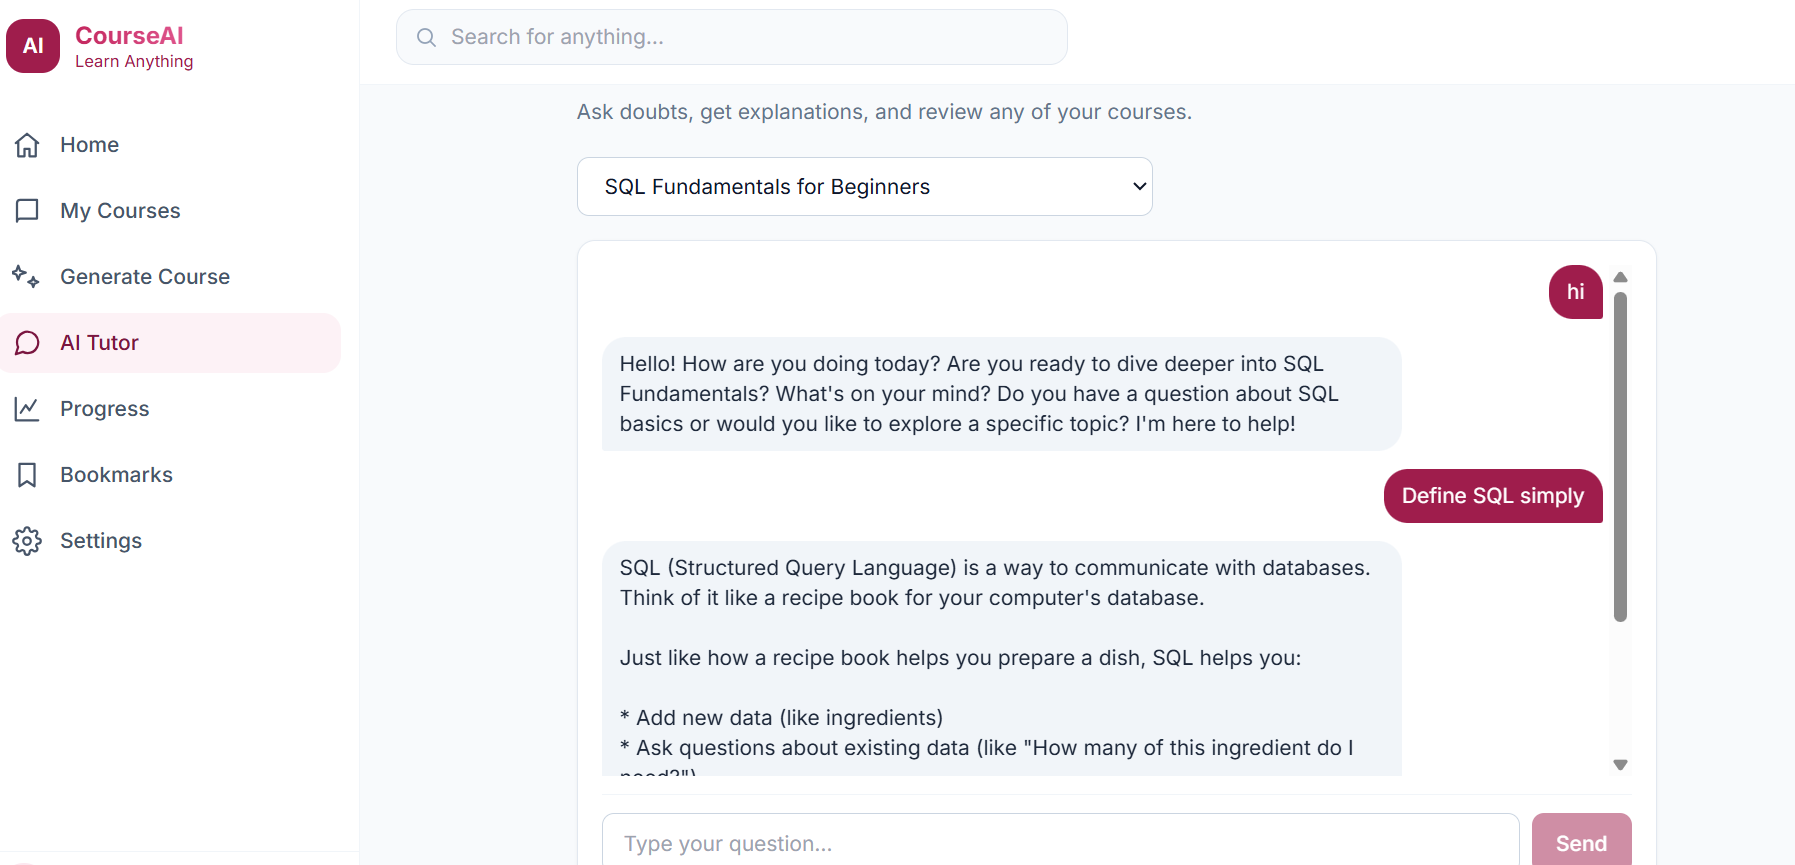 AI
CourseAI
Learn Anything
Home
My Courses
Generate Course
AI Tutor
Progress
Bookmarks
Settings
Search for anything...
Ask doubts, get explanations, and review any of your courses.
SQL Fundamentals for Beginners
hi
Hello! How are you doing today? Are you ready to dive deeper into SQL
Fundamentals? What's on your mind? Do you have a question about SQL
basics or would you like to explore a specific topic? I'm here to help!
Define SQL simply
SQL (Structured Query Language) is a way to communicate with databases.
Think of it like a recipe book for your computer's database.
Just like how a recipe book helps you prepare a dish, SQL helps you:
* Add new data (like ingredients)
* Ask questions about existing data (like "How many of this ingredient do I
need?")
Type your question...
Send